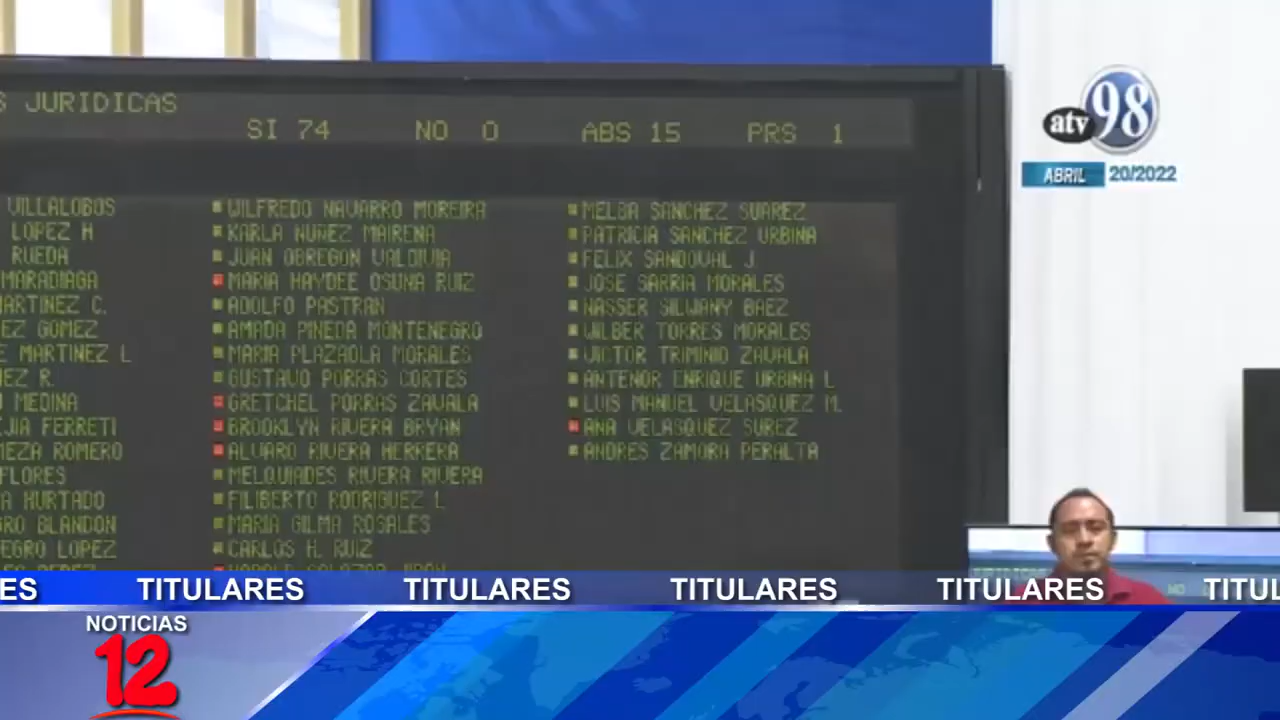 S JURIDICAS
SI 74 NO 0 ABS 15 PRS 1
atv 98
ABRIL 20/2022
VILLALOBOS
LOPEZ H
RUEDA
MARADIAGA
MARTINEZ C.
EZ GOMEZ
E MARTINEZ L
EZ R.
MEDINA
JIA FERRETI
MEZA ROMERO
FLORES
A HURTADO
GRO BLANDON
EGRO LOPEZ
WILFREDO NAVARRO MOREIRA
KARLA NUÑEZ MAIRENA
JUAN OBREGON VALDIVIA
MARIA HAYDEE OSUNA RUIZ
ADOLFO PASTRAN
AMADA PINEDA MONTENEGRO
MARIA PLAZAOLA MORALES
GUSTAVO PORRAS CORTES
GRETCHEL PORRAS ZAVALA
BROOKLYN RIVERA BRYAN
ALVARO RIVERA HERRERA
MELQUIADES RIVERA RIVERA
FILIBERTO RODRIGUEZ L
MARIA GILMA ROSALES
CARLOS H. RUIZ
MELBA SANCHEZ SUAREZ
PATRICIA SANCHEZ URBINA
FELIX SANDOVAL J
JOSE SARRIA MORALES
NASSER SILWANY BAEZ
WILBER TORRES MORALES
VICTOR TRIMINIO ZAVALA
ANTENOR ENRIQUE URBINA L
LUIS MANUEL VELASQUEZ M.
ANA VELASQUEZ SUREZ
ANDRES ZAMORA PERALTA
NO
ES TITULARES TITULARES TITULARES TITULARES TITUL
NOTICIAS
12